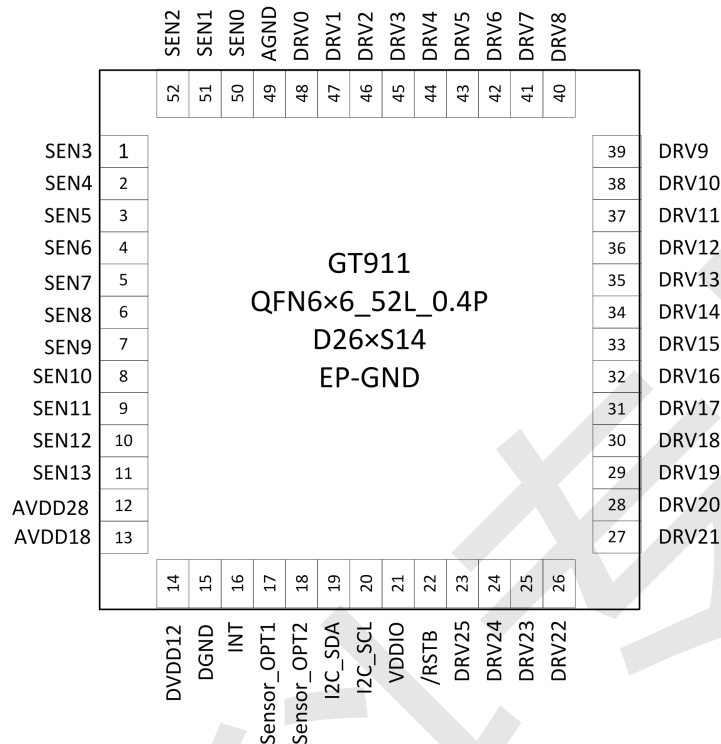 SEN2 SEN1 SEN0 AGND DRV0 DRV1 DRV2 DRV3 DRV4 DRV5 DRV6 DRV7 DRV8
52 51 50 49 48 47 46 45 44 43 42 41 40
SEN3 1 39 DRV9
SEN4 2 38 DRV10
SEN5 3 37 DRV11
SEN6 4 36 DRV12
SEN7 5 35 DRV13
SEN8 6 34 DRV14
SEN9 7 33 DRV15
SEN10 8 32 DRV16
SEN11 9 31 DRV17
SEN12 10 30 DRV18
SEN13 11 29 DRV19
AVDD28 12 28 DRV20
AVDD18 13 27 DRV21
GT911
QFN6×6_52L_0.4P
D26×S14
EP-GND
14 15 16 17 18 19 20 21 22 23 24 25 26
DVDD12 DGND INT Sensor_OPT1 Sensor_OPT2 I2C_SDA I2C_SCL VDDIO /RSTB DRV25 DRV24 DRV23 DRV22